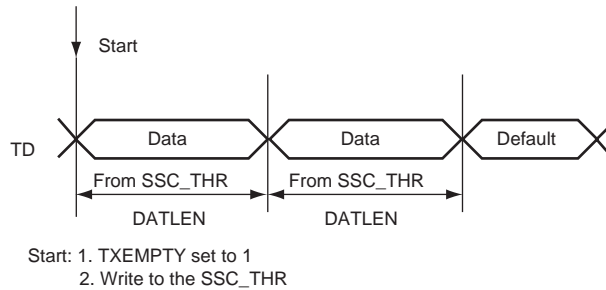 Start
TD Data Data Default
From SSC_THR From SSC_THR
DATLEN DATLEN
Start: 1. TXEMPTY set to 1
2. Write to the SSC_THR